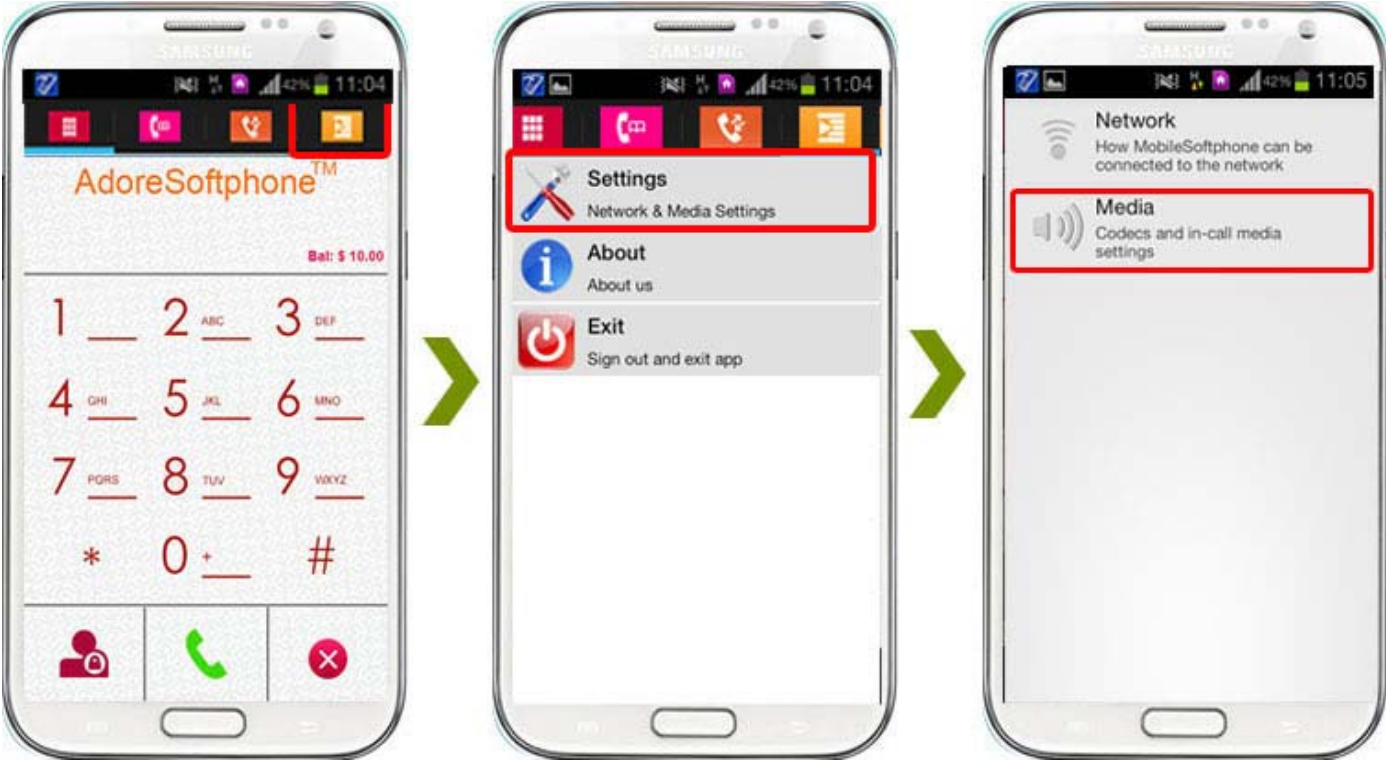 SAMSUNG
42% 11:04
AdoreSoftphone™
Bal: $ 10.00
1 2 ABC 3 DEF
4 GHI 5 JKL 6 MNO
7 PQRS 8 TUV 9 WXYZ
* 0 + #
SAMSUNG
42% 11:04
Settings
Network & Media Settings
About
About us
Exit
Sign out and exit app
SAMSUNG
42% 11:05
Network
How MobileSoftphone can be
connected to the network
Media
Codecs and in-call media
settings